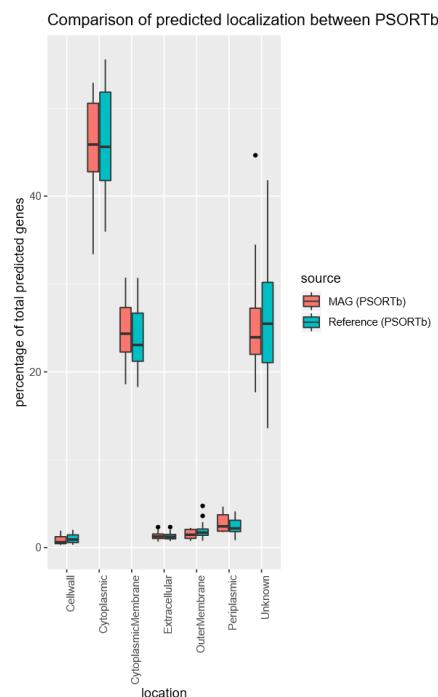 Comparison of predicted localization between PSORTb
percentage of total predicted genes
40
20
0
Cellwall
Cytoplasmic
CytoplasmicMembrane
Extracellular
OuterMembrane
Periplasmic
Unknown
location
source
MAG (PSORTb)
Reference (PSORTb)